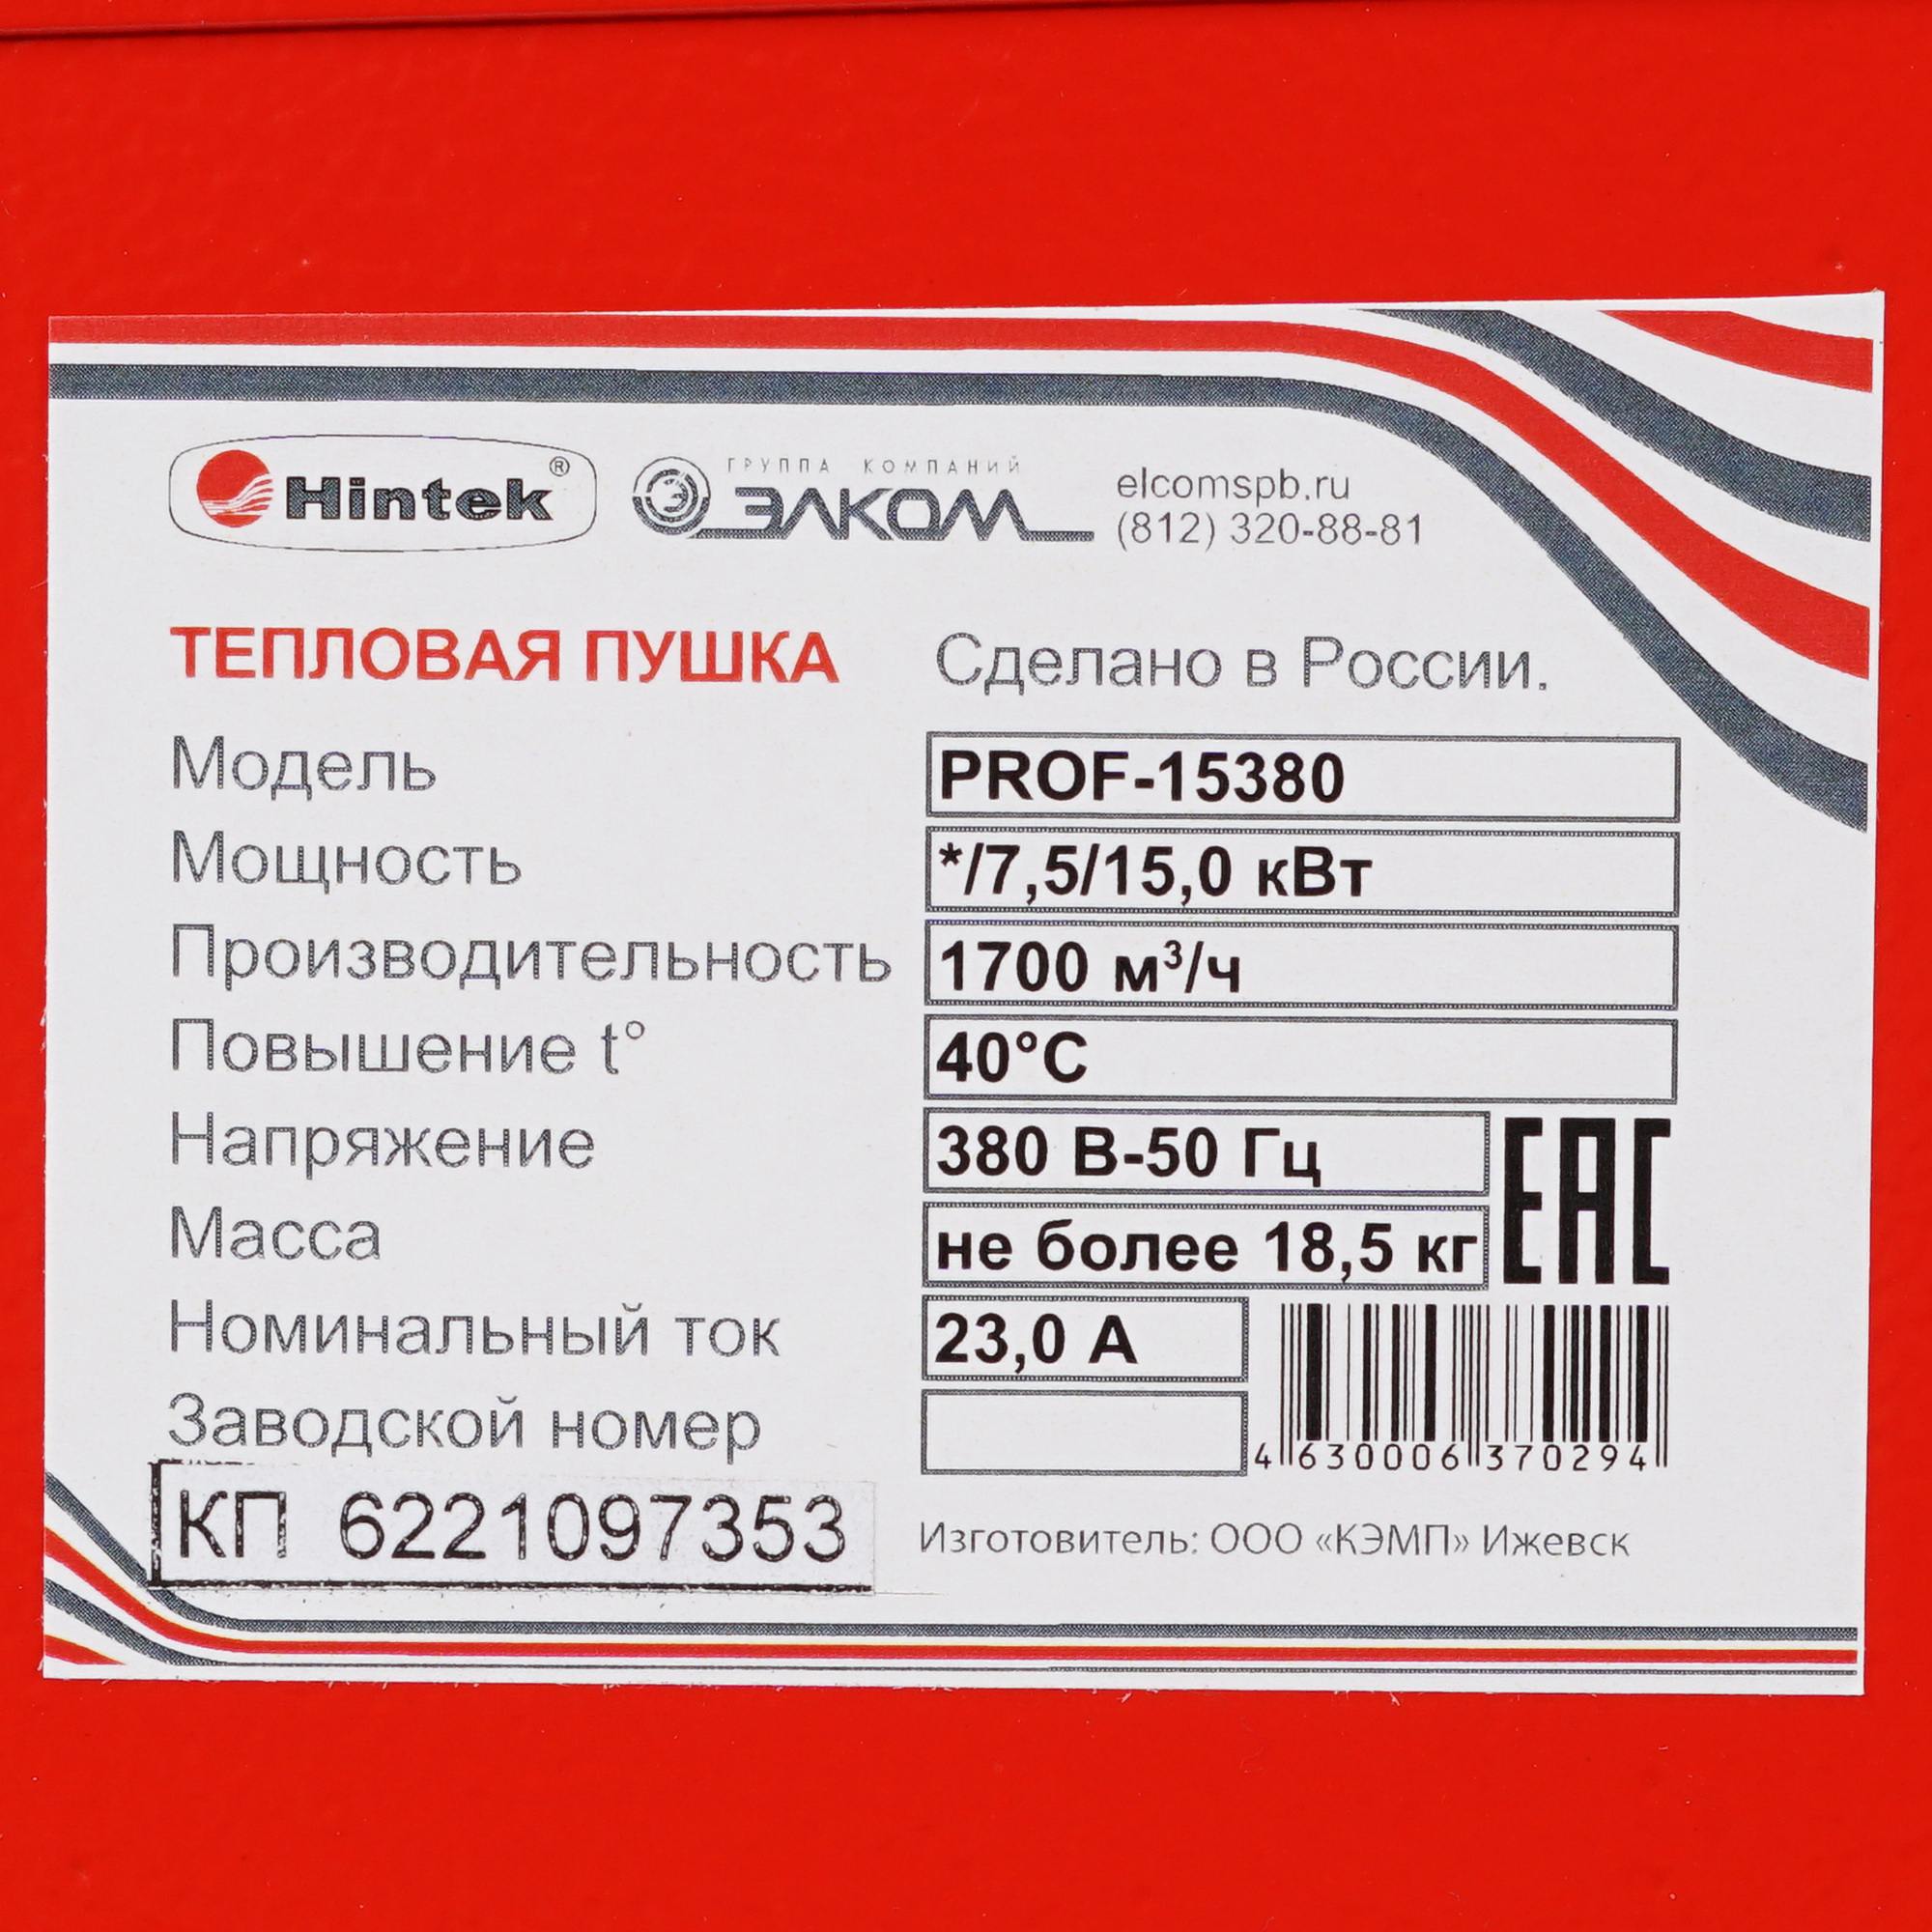 Hintek®
ГРУППА КОМПАНИЙ
ЭЛКОМ
elcomspb.ru
(812) 320-88-81
ТЕПЛОВАЯ ПУШКА Сделано в России.
Модель PROF-15380
Мощность */7,5/15,0 кВт
Производительность 1700 м³/ч
Повышение t° 40°C
Напряжение 380 В-50 Гц
EAC
Масса не более 18,5 кг
Номинальный ток 23,0 А
Заводской номер
4 630006 370294
КП 6221097353
Изготовитель: ООО «КЭМП» Ижевск